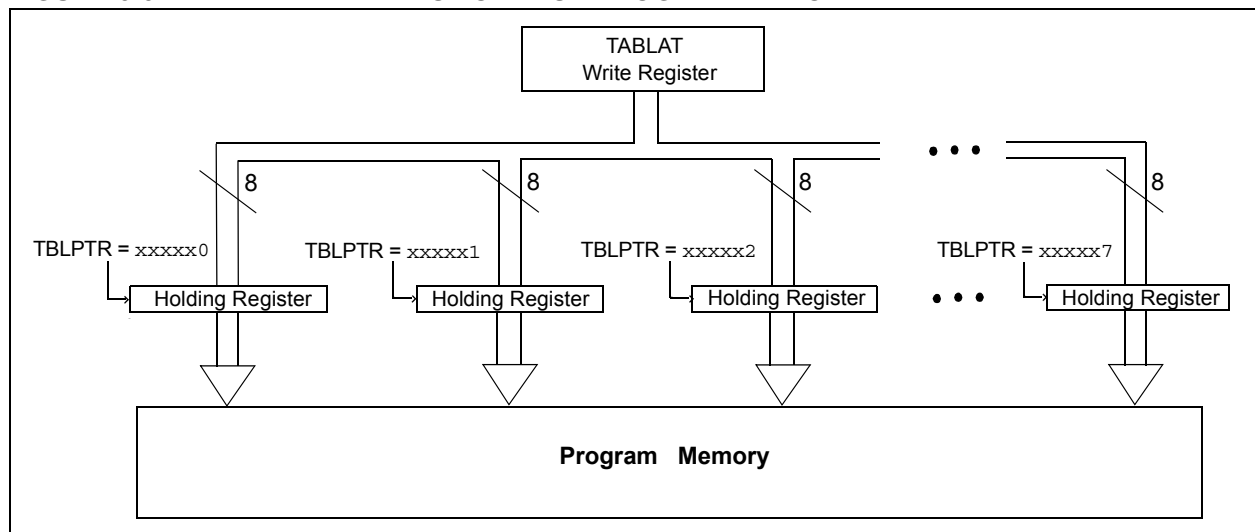 TABLAT
Write Register
8 8 8 8
TBLPTR = xxxxx0 TBLPTR = xxxxx1 TBLPTR = xxxxx2 TBLPTR = xxxxx7
Holding Register Holding Register Holding Register Holding Register
Program Memory